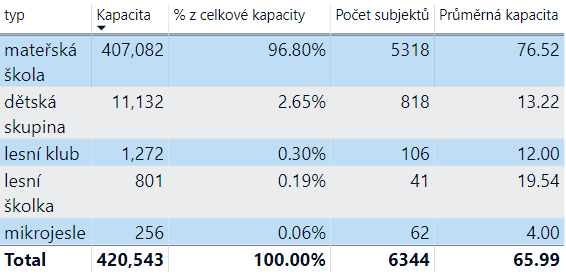 typ Kapacita % z celkové kapacity Počet subjektů Průměrná kapacita
mateřská škola 407,082 96.80% 5318 76.52
dětská skupina 11,132 2.65% 818 13.22
lesní klub 1,272 0.30% 106 12.00
lesní školka 801 0.19% 41 19.54
mikrojesle 256 0.06% 62 4.00
Total 420,543 100.00% 6344 65.99